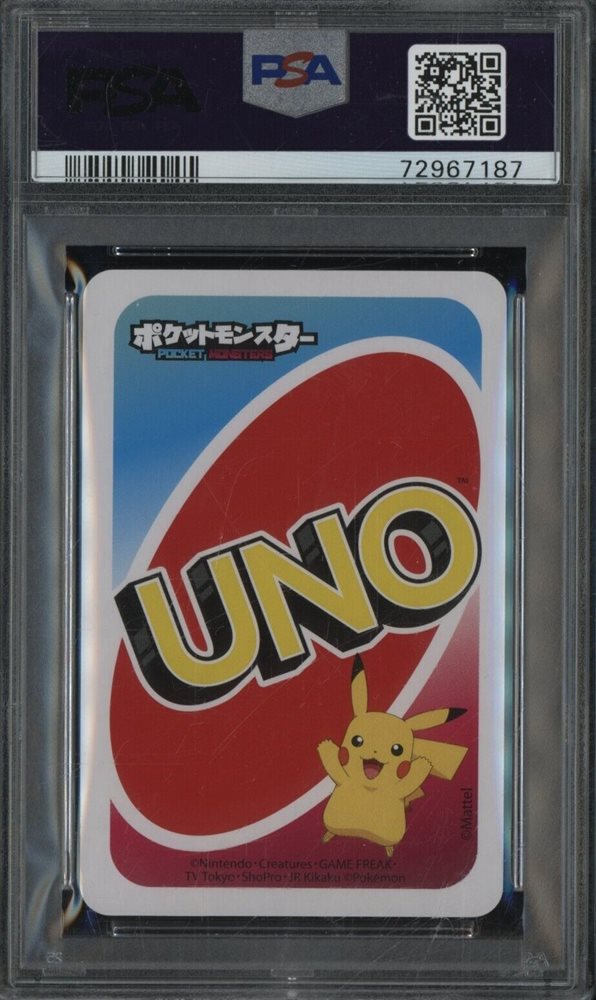 PSA
PSA
72967187
ポケットモンスター
POCKET MONSTERS
TM
UNO
©Mattel
©Nintendo・Creatures・GAME FREAK・
TV Tokyo・ShoPro・JR Kikaku ©Pokémon